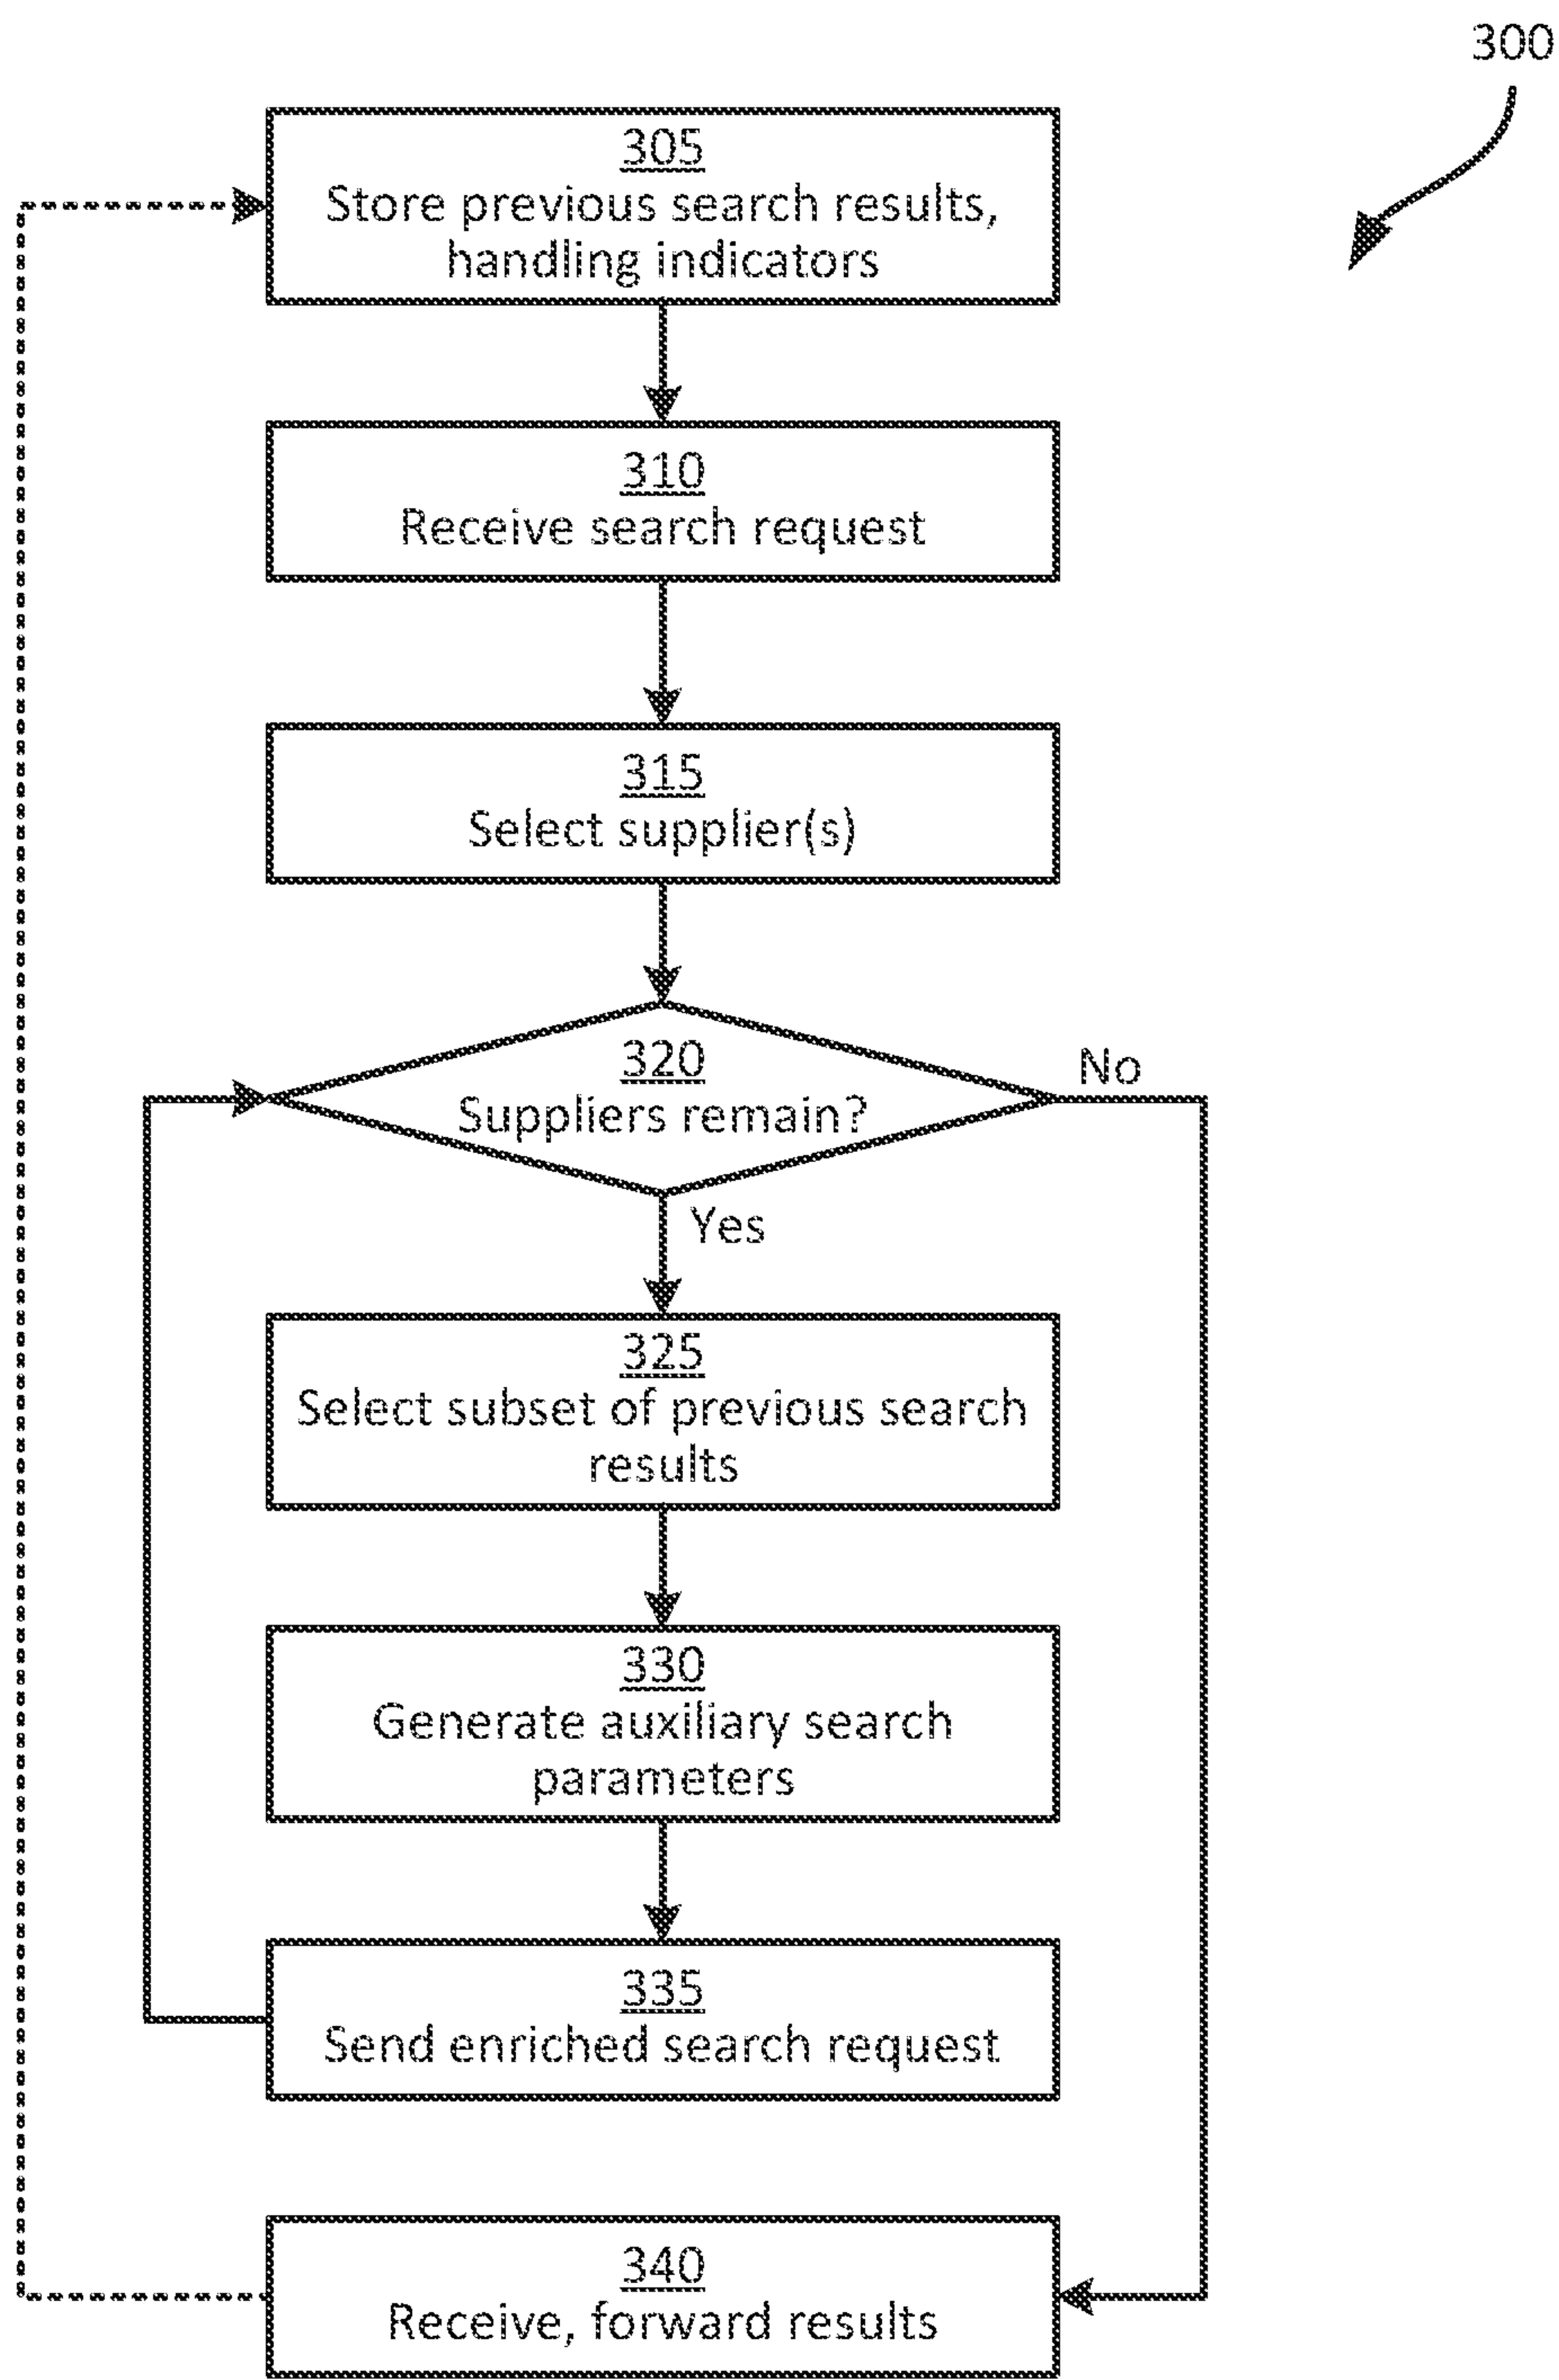 300
305
Store previous search results,
handling indicators
310
Receive search request
315
Select supplier(s)
320
Suppliers remain?
No
Yes
325
Select subset of previous search
results
330
Generate auxiliary search
parameters
335
Send enriched search request
340
Receive, forward results